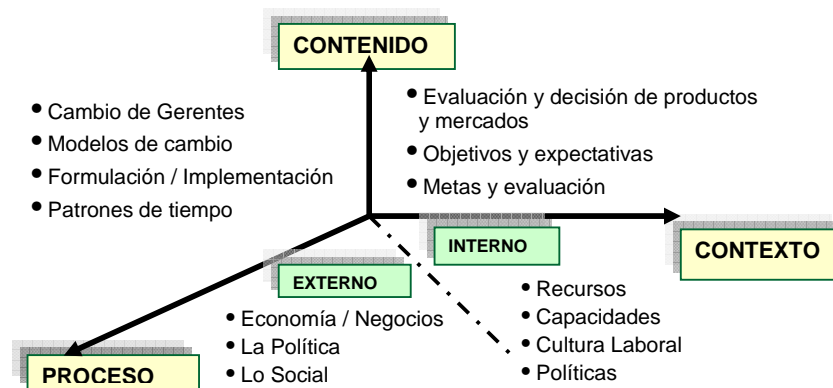 CONTENIDO
• Cambio de Gerentes
• Modelos de cambio
• Formulación / Implementación
• Patrones de tiempo
• Evaluación y decisión de productos
y mercados
• Objetivos y expectativas
• Metas y evaluación
INTERNO
CONTEXTO
EXTERNO
• Economía / Negocios
• La Política
• Lo Social
• Recursos
• Capacidades
• Cultura Laboral
• Políticas
PROCESO